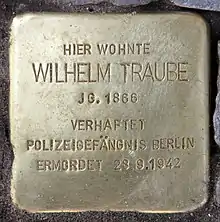 HIER WOHNTE
WILHELM TRAUBE
JG. 1866
VERHAFTET
POLIZEIGEFÄNGNIS BERLIN
ERMORDET 28.9.1942